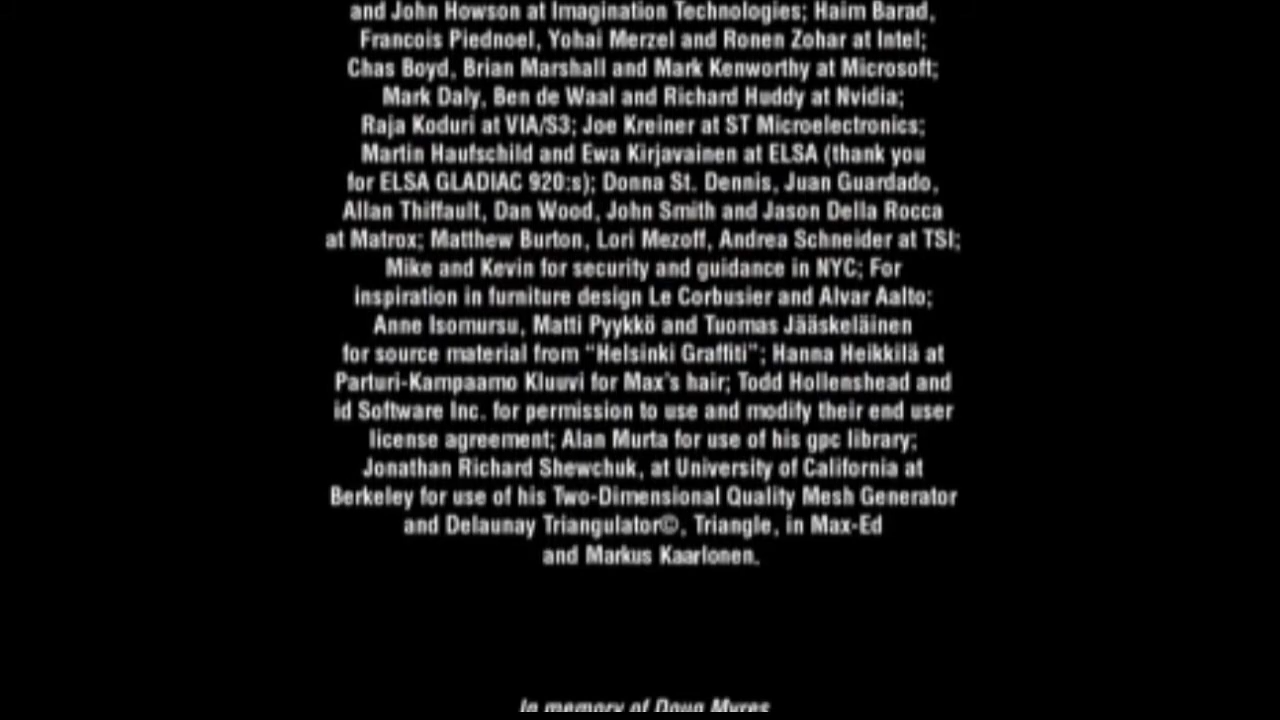 and John Howson at Imagination Technologies; Haim Barad,
Francois Piednoel, Yohai Merzel and Ronen Zohar at Intel;
Chas Boyd, Brian Marshall and Mark Kenworthy at Microsoft;
Mark Daly, Ben de Waal and Richard Huddy at Nvidia;
Raja Koduri at VIA/S3; Joe Kreiner at ST Microelectronics;
Martin Haufschild and Ewa Kirjavainen at ELSA (thank you
for ELSA GLADIAC 920:s); Donna St. Dennis, Juan Guardado,
Allan Thiffault, Dan Wood, John Smith and Jason Della Rocca
at Matrox; Matthew Burton, Lori Mezoff, Andrea Schneider at TSI;
Mike and Kevin for security and guidance in NYC; For
inspiration in furniture design Le Corbusier and Alvar Aalto;
Anne Isomursu, Matti Pyykkö and Tuomas Jääskeläinen
for source material from "Helsinki Graffiti"; Hanna Heikkilä at
Parturi-Kampaamo Kluuvi for Max's hair; Todd Hollenshead and
id Software Inc. for permission to use and modify their end user
license agreement; Alan Murta for use of his gpc library;
Jonathan Richard Shewchuk, at University of California at
Berkeley for use of his Two-Dimensional Quality Mesh Generator
and Delaunay Triangulator©, Triangle, in Max-Ed
and Markus Kaarlonen.
In memory of Doug Myres